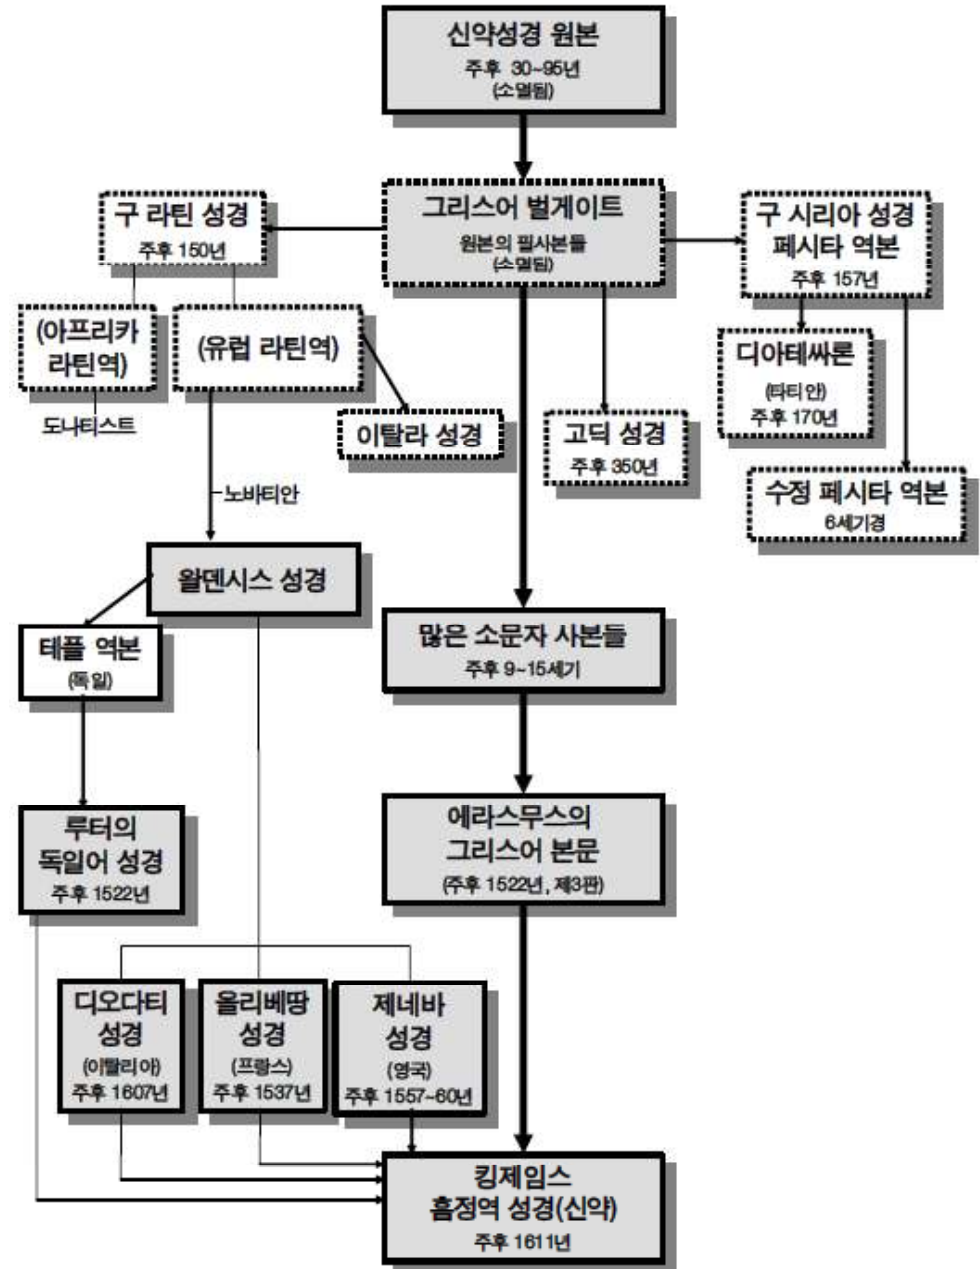 신약성경 원본
주후 30~95년
(소멸됨)
그리스어 벌게이트
원본의 필사본들
(소멸됨)
구 라틴 성경
주후 150년
구 시리아 성경
페시타 역본
주후 157년
(아프리카
라틴역)
(유럽 라틴역)
디아테싸론
(타티안)
주후 170년
도나티스트
이탈라 성경
고딕 성경
주후 350년
노바티안
수정 페시타 역본
6세기경
왈덴시스 성경
많은 소문자 사본들
주후 9~15세기
테플 역본
(독일)
루터의
독일어 성경
주후 1522년
에라스무스의
그리스어 본문
(주후 1522년, 제3판)
디오다티
성경
(이탈리아)
주후 1607년
올리베땅
성경
(프랑스)
주후 1537년
제네바
성경
(영국)
주후 1557~60년
킹제임스
흠정역 성경(신약)
주후 1611년